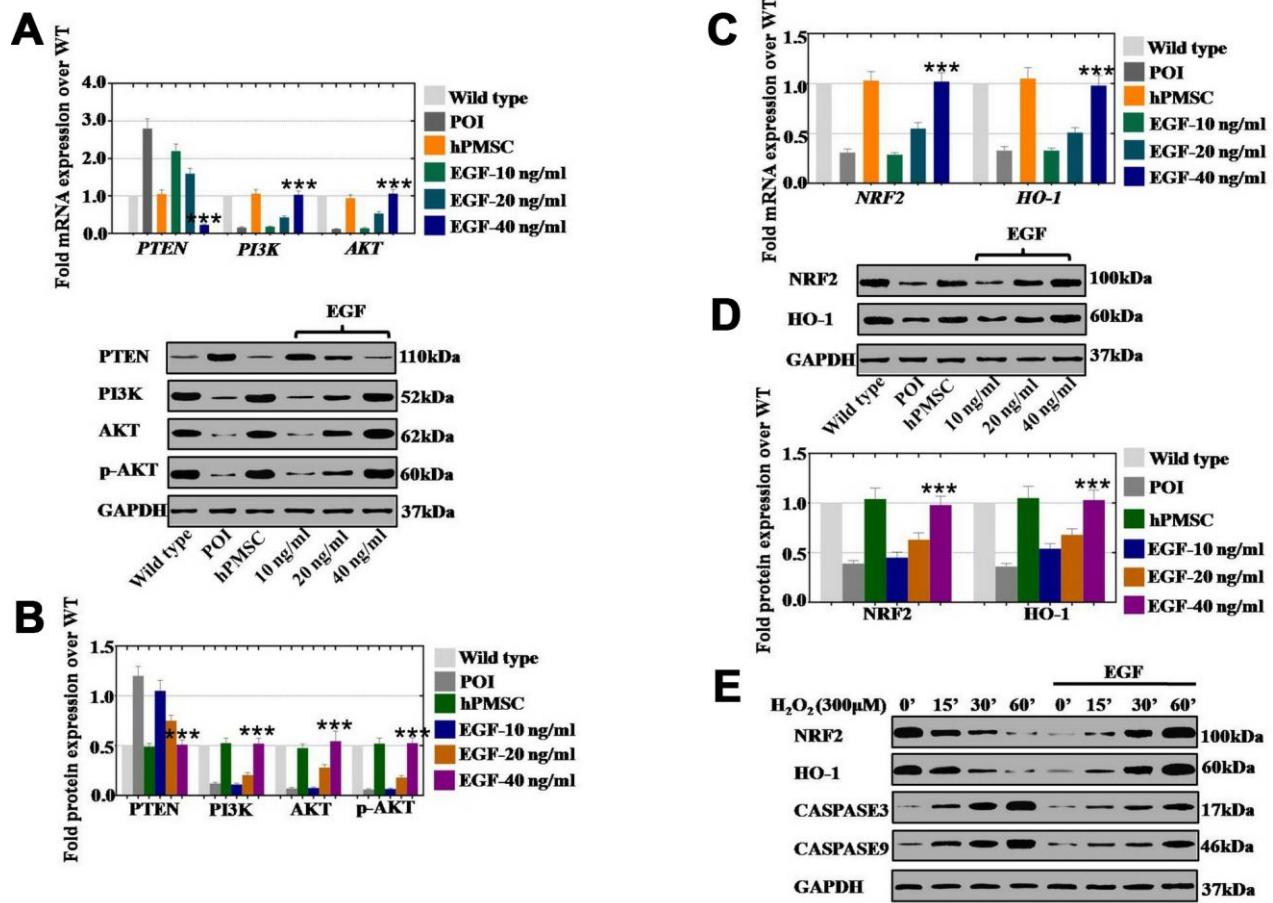 A
Fold mRNA expression over WT
4.0
3.0
2.0
1.0
0.0
***
***
***
PTEN
PI3K
AKT
Wild type
POI
hPMSC
EGF-10 ng/ml
EGF-20 ng/ml
EGF-40 ng/ml
EGF
PTEN
110kDa
PI3K
52kDa
AKT
62kDa
p-AKT
60kDa
GAPDH
37kDa
Wild type
POI
hPMSC
10 ng/ml
20 ng/ml
40 ng/ml
B
Fold protein expression over WT
1.5
1.0
0.5
0.0
***
***
***
***
PTEN
PI3K
AKT
p-AKT
Wild type
POI
hPMSC
EGF-10 ng/ml
EGF-20 ng/ml
EGF-40 ng/ml
C
Fold mRNA expression over WT
1.5
1.0
0.5
0.0
***
***
NRF2
HO-1
Wild type
POI
hPMSC
EGF-10 ng/ml
EGF-20 ng/ml
EGF-40 ng/ml
D
EGF
NRF2
100kDa
HO-1
60kDa
GAPDH
37kDa
Wild type
POI
hPMSC
10 ng/ml
20 ng/ml
40 ng/ml
Fold protein expression over WT
1.5
1.0
0.5
0.0
***
***
NRF2
HO-1
Wild type
POI
hPMSC
EGF-10 ng/ml
EGF-20 ng/ml
EGF-40 ng/ml
E
EGF
H₂O₂(300μM) 0’ 15’ 30’ 60’ 0’ 15’ 30’ 60’
NRF2
100kDa
HO-1
60kDa
CASPASE3
17kDa
CASPASE9
46kDa
GAPDH
37kDa